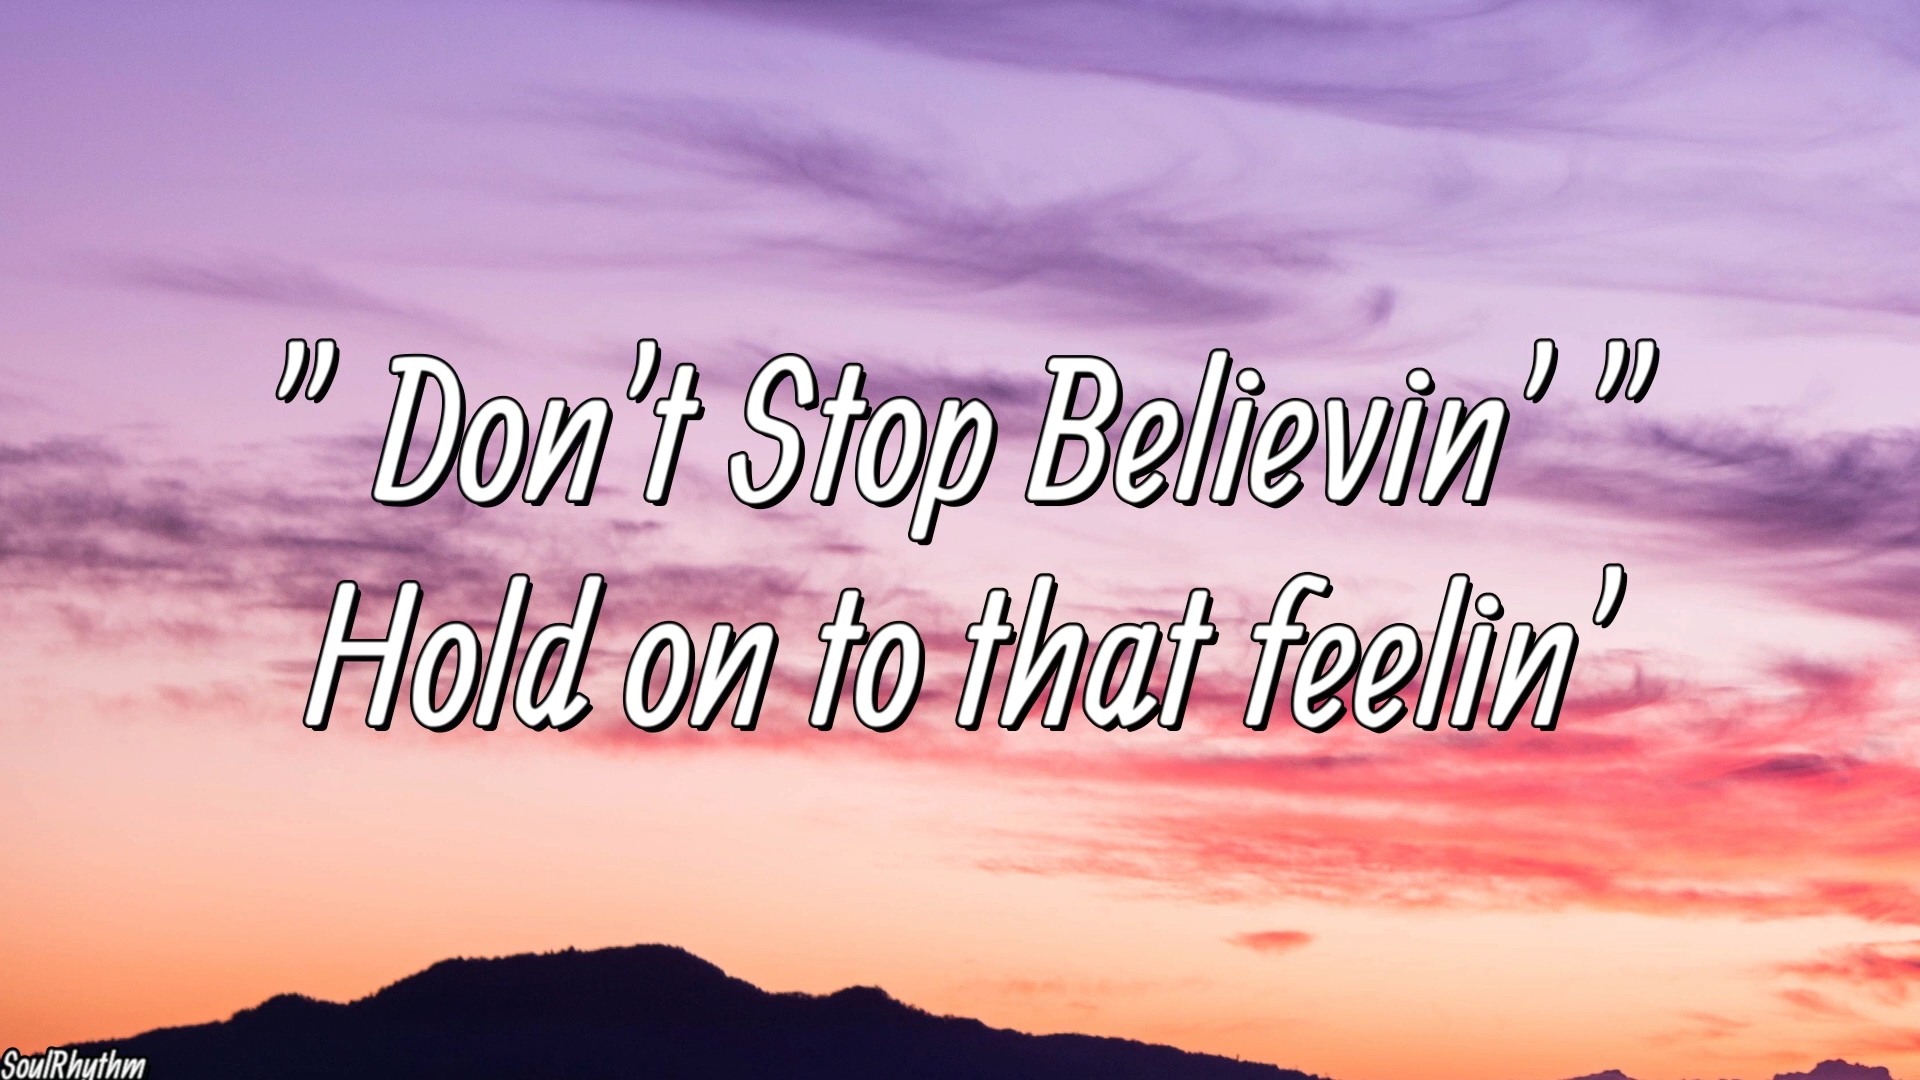 ” Don’t Stop Believin’ ”
Hold on to that feelin’
SoulRhythm